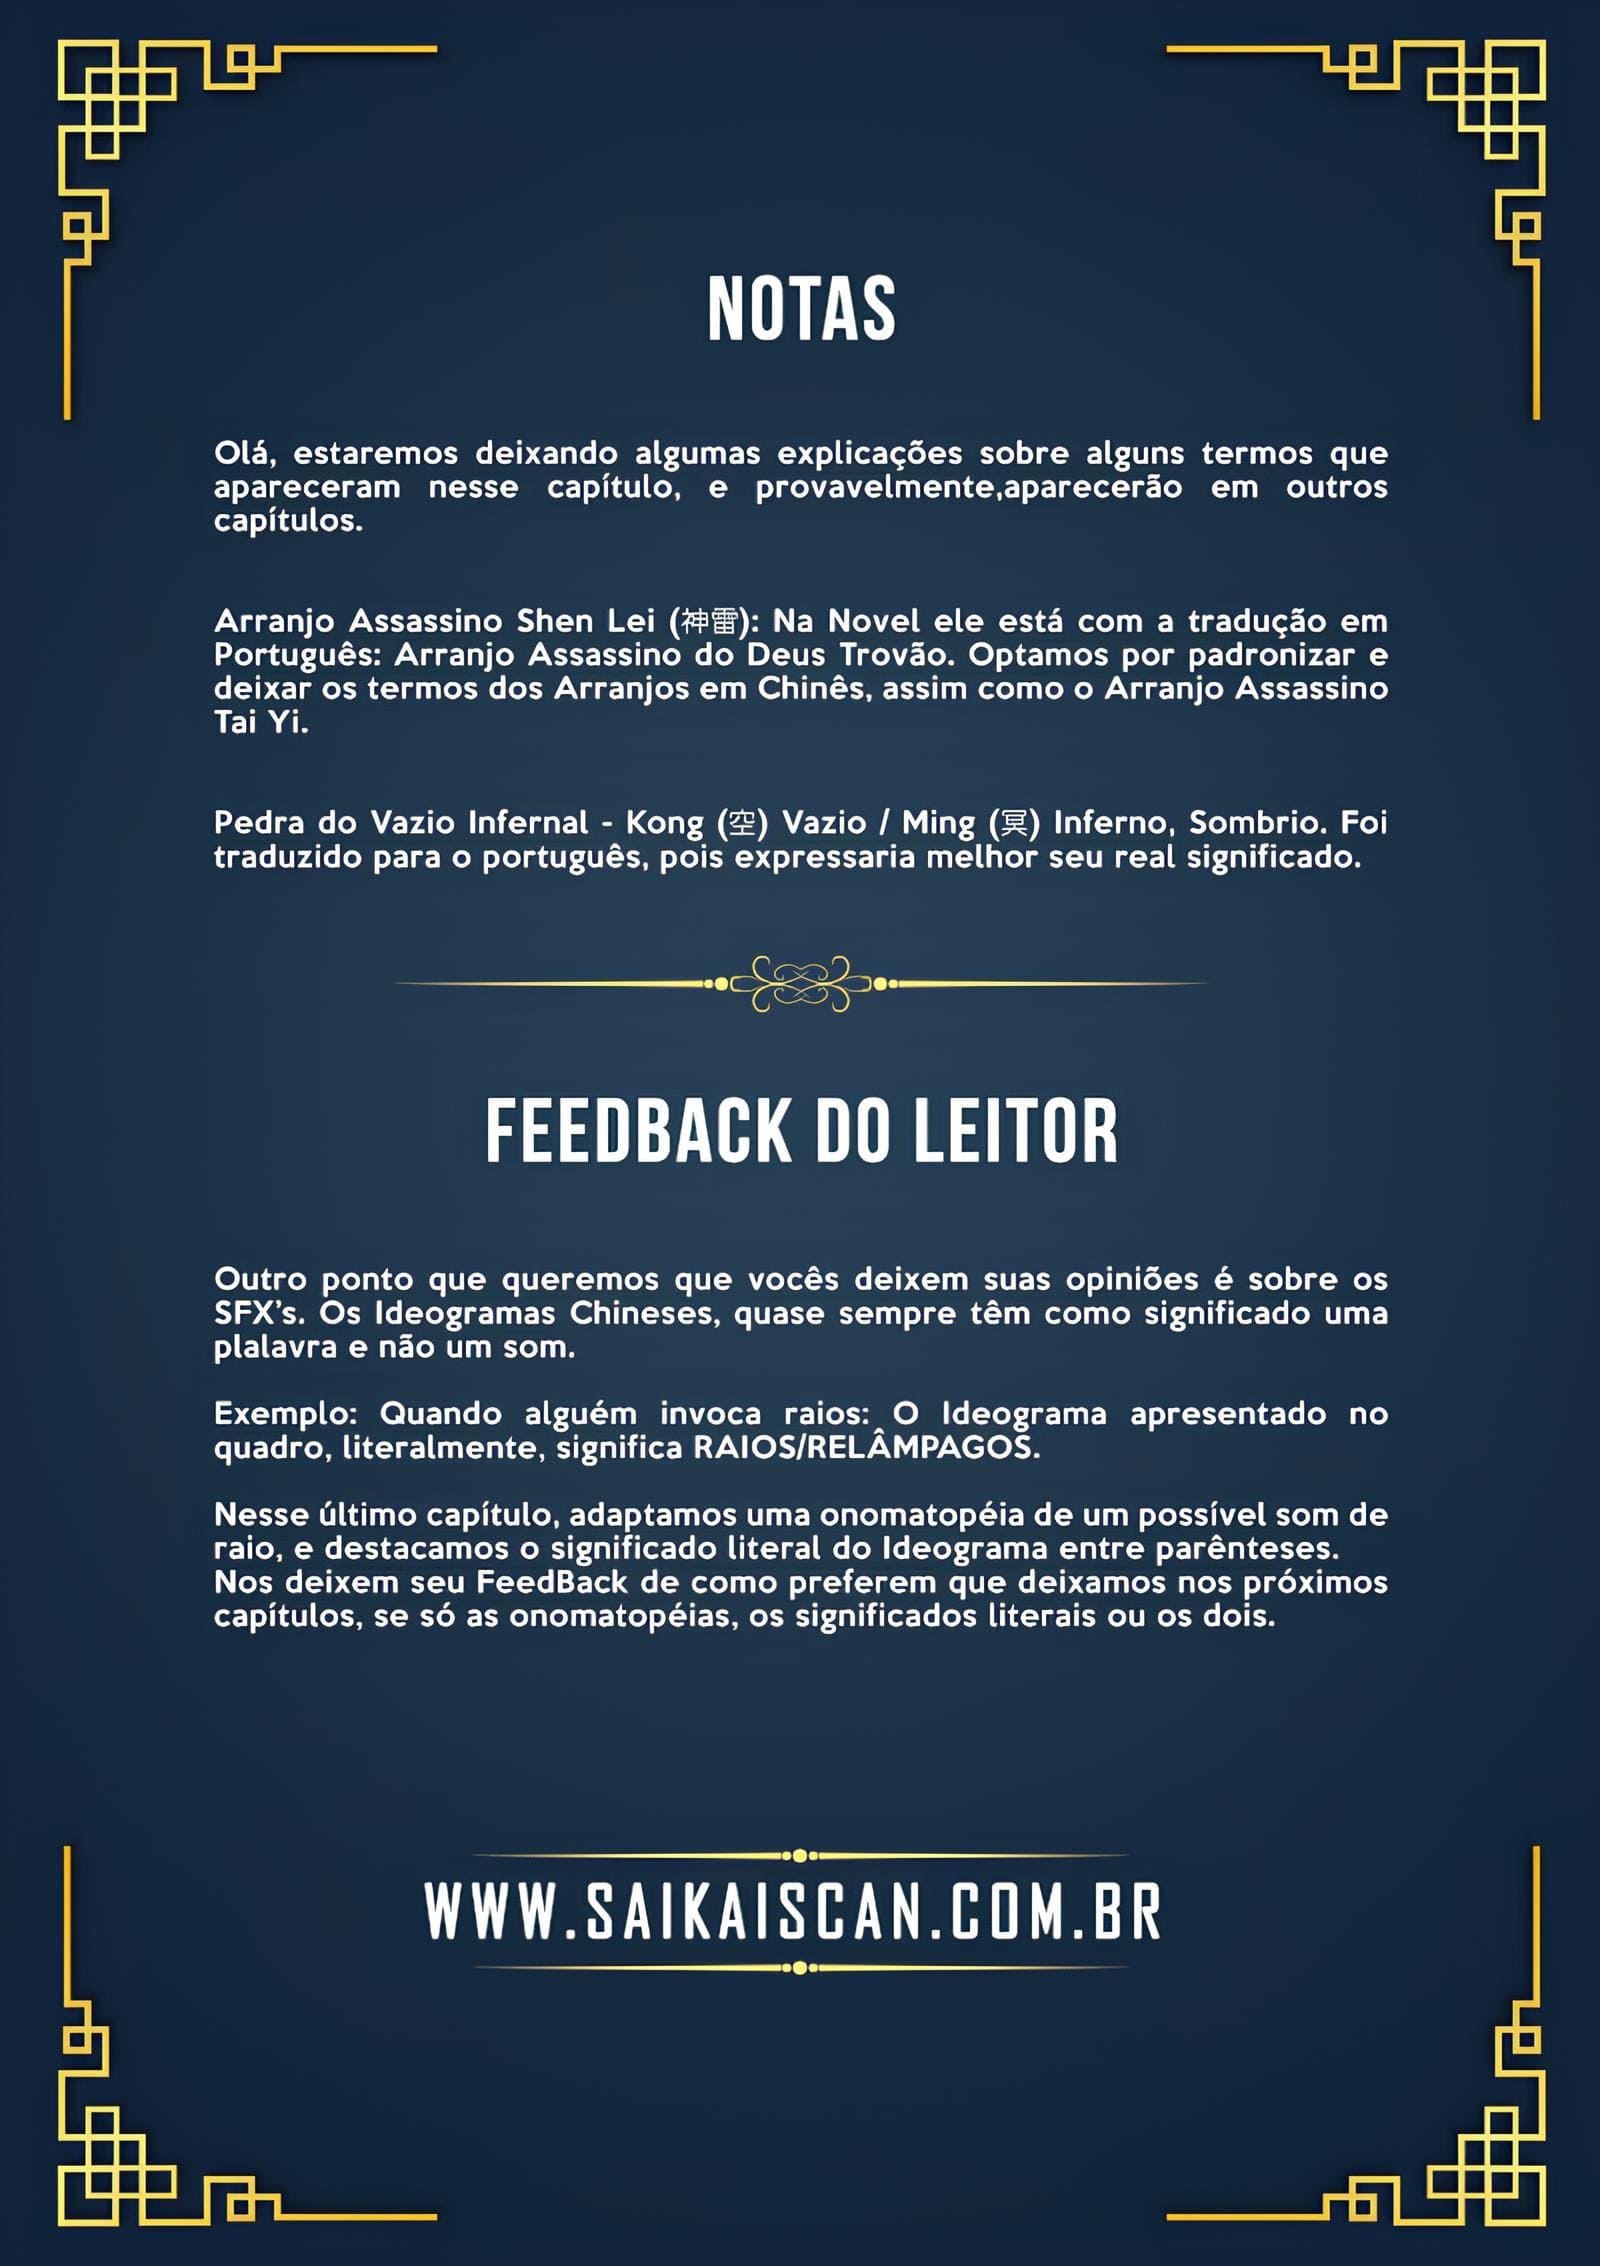 NOTAS
Olá, estaremos deixando algumas explicações sobre alguns termos que
apareceram nesse capítulo, e provavelmente,aparecerão em outros
capítulos.
Arranjo Assassino Shen Lei (神雷): Na Novel ele está com a tradução em
Português: Arranjo Assassino do Deus Trovão. Optamos por padronizar e
deixar os termos dos Arranjos em Chinês, assim como o Arranjo Assassino
Tai Yi.
Pedra do Vazio Infernal - Kong (空) Vazio / Ming (冥) Inferno, Sombrio. Foi
traduzido para o português, pois expressaria melhor seu real significado.
FEEDBACK DO LEITOR
Outro ponto que queremos que vocês deixem suas opiniões é sobre os
SFX’s. Os Ideogramas Chineses, quase sempre têm como significado uma
plalavra e não um som.
Exemplo: Quando alguém invoca raios: O Ideograma apresentado no
quadro, literalmente, significa RAIOS/RELÂMPAGOS.
Nesse último capítulo, adaptamos uma onomatopéia de um possível som de
raio, e destacamos o significado literal do Ideograma entre parênteses.
Nos deixem seu FeedBack de como preferem que deixamos nos próximos
capítulos, se só as onomatopéias, os significados literais ou os dois.
WWW.SAIKAISCAN.COM.BR